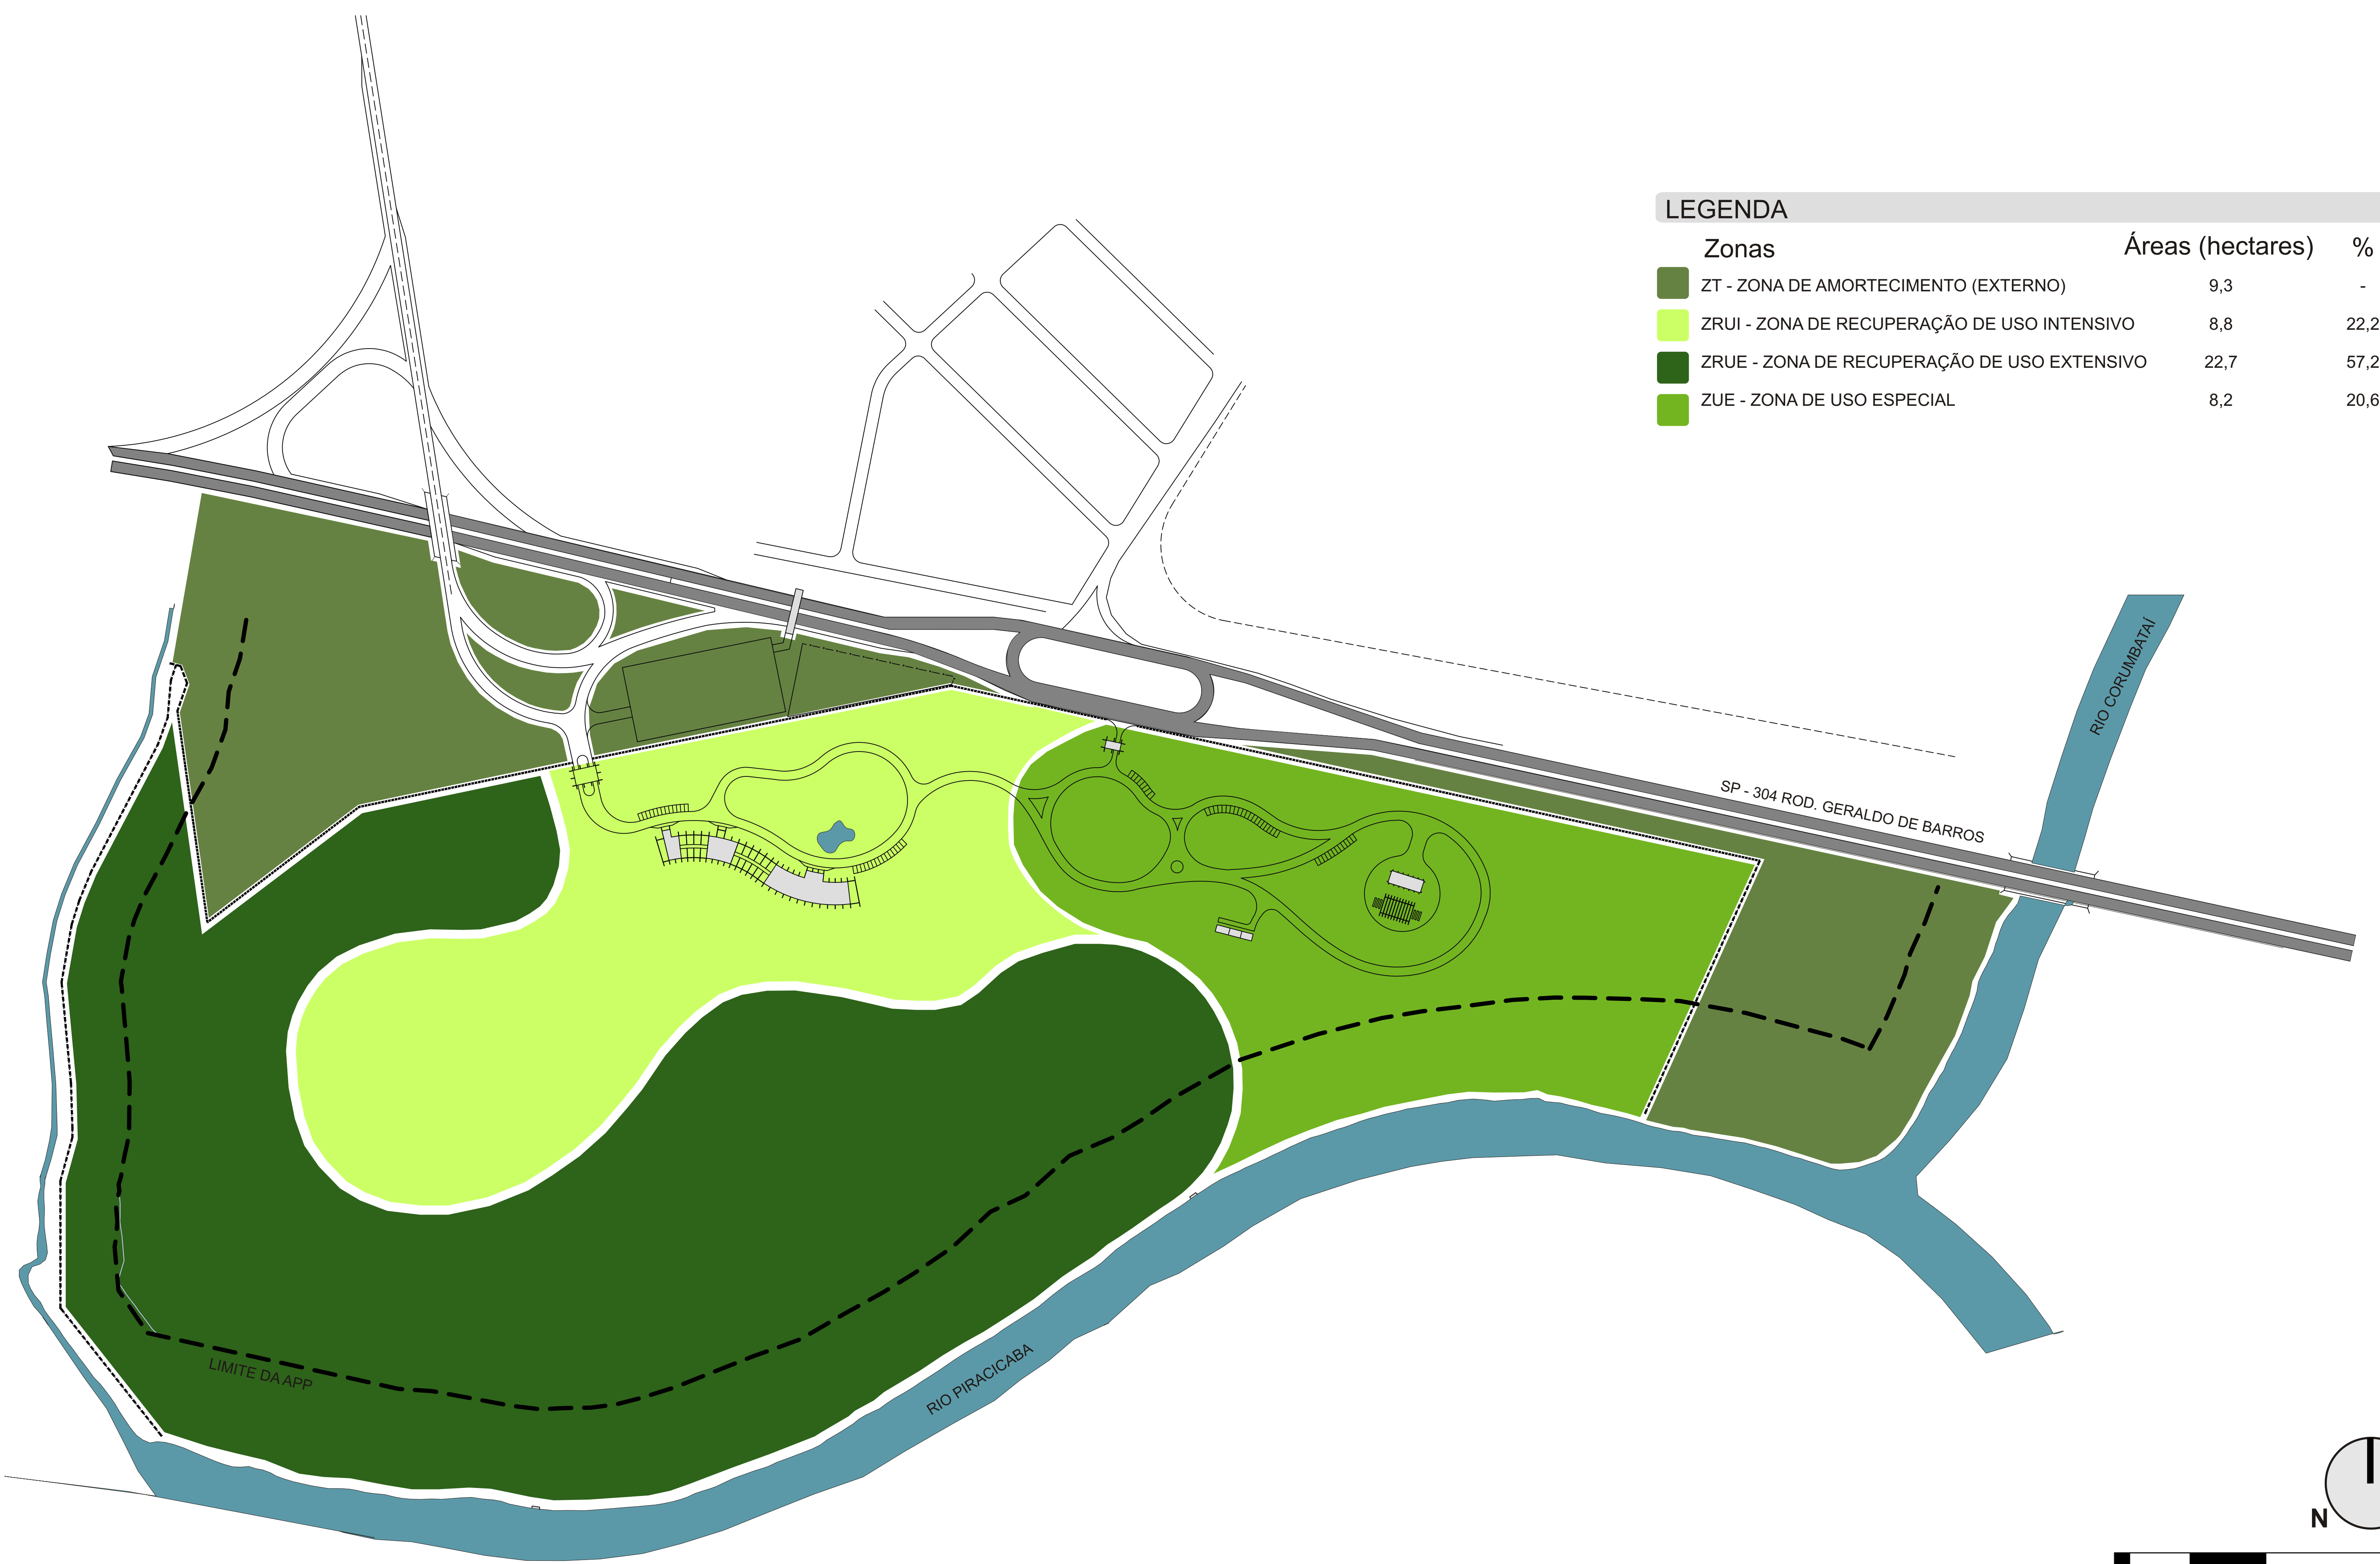 LEGENDA
Zonas Áreas (hectares) %
ZT - ZONA DE AMORTECIMENTO (EXTERNO) 9,3 -
ZRUI - ZONA DE RECUPERAÇÃO DE USO INTENSIVO 8,8 22,2
ZRUE - ZONA DE RECUPERAÇÃO DE USO EXTENSIVO 22,7 57,2
ZUE - ZONA DE USO ESPECIAL 8,2 20,6
RIO CORUMBATAÍ
SP - 304 ROD. GERALDO DE BARROS
LIMITE DA APP
RIO PIRACICABA
N